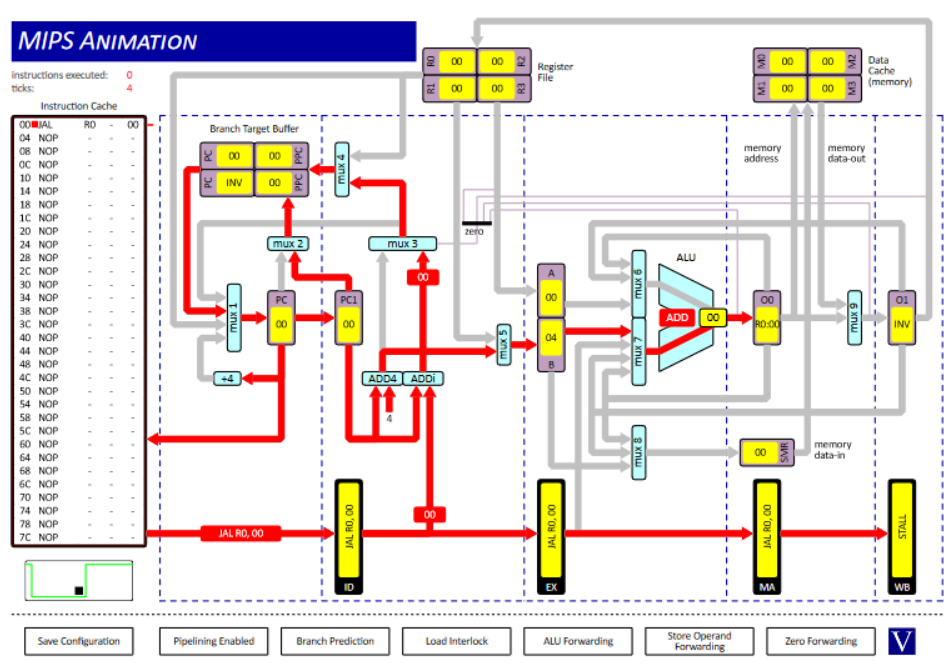 MIPS ANIMATION
instructions executed: 0
ticks: 4
Instruction Cache
00 JAL R0 - 00
04 NOP - - -
08 NOP - - -
0C NOP - - -
10 NOP - - -
14 NOP - - -
18 NOP - - -
1C NOP - - -
20 NOP - - -
24 NOP - - -
28 NOP - - -
2C NOP - - -
30 NOP - - -
34 NOP - - -
38 NOP - - -
3C NOP - - -
40 NOP - - -
44 NOP - - -
48 NOP - - -
4C NOP - - -
50 NOP - - -
54 NOP - - -
58 NOP - - -
5C NOP - - -
60 NOP - - -
64 NOP - - -
68 NOP - - -
6C NOP - - -
70 NOP - - -
74 NOP - - -
78 NOP - - -
7C NOP - - -
Branch Target Buffer
PC 00 00 PPC
PC INV 00 PPC
mux 4
R0 00 00 R2
R1 00 00 R3
Register
File
M0 00 00 M2
M1 00 00 M3
Data
Cache
(memory)
memory
address
memory
data-out
zero
mux 2
mux 3
00
mux 1
PC
00
PC1
00
+4
ADD4
ADDi
4
mux 5
A
00
04
B
mux 6
mux 7
ALU
ADD
00
O0
R0:00
mux 9
O1
INV
mux 8
00
SMR
memory
data-in
00
JAL R0, 00
JAL R0, 00
ID
JAL R0, 00
EX
JAL R0, 00
MA
STALL
WB
Save Configuration
Pipelining Enabled
Branch Prediction
Load Interlock
ALU Forwarding
Store Operand
Forwarding
Zero Forwarding
V